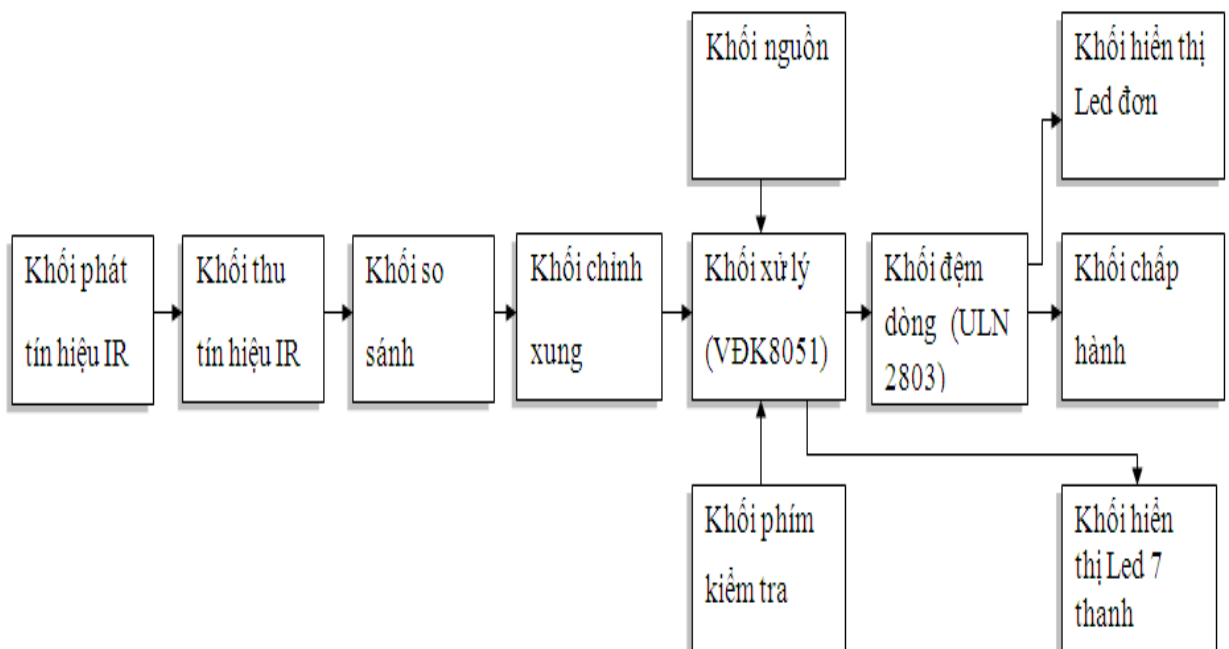 Khối nguồn
Khối hiển thị
Led đơn
Khối phát
tín hiệu IR
Khối thu
tín hiệu IR
Khối so
sánh
Khối chỉnh
xung
Khối xử lý
(VĐK8051)
Khối đệm
dòng (ULN
2803)
Khối chấp
hành
Khối phím
kiểm tra
Khối hiển
thị Led 7
thanh